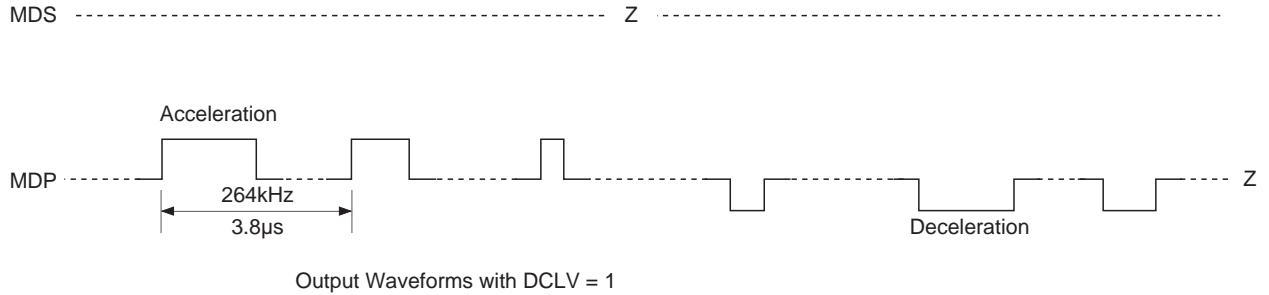 MDS Z
Acceleration
MDP Z
264kHz
3.8µs
Deceleration
Output Waveforms with DCLV = 1